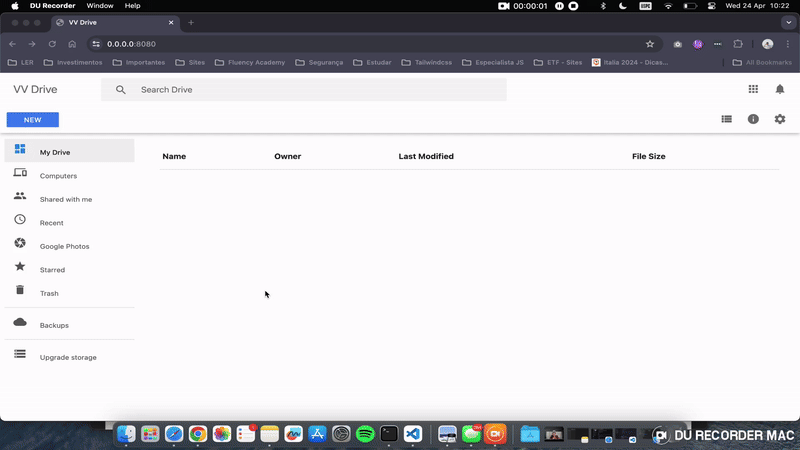 DU Recorder Window Help 00:00:01 Wed 24 Apr 10:22
VV Drive
0.0.0.0:8080
LER Investimentos Importantes Sites Fluency Academy Segurança Estudar Tailwindcss Especialista JS ETF - Sites Italia 2024 - Dicas... All Bookmarks
VV Drive Search Drive
NEW
My Drive
Name Owner Last Modified File Size
Computers
Shared with me
Recent
Google Photos
Starred
Trash
Backups
Upgrade storage
DU RECORDER MAC